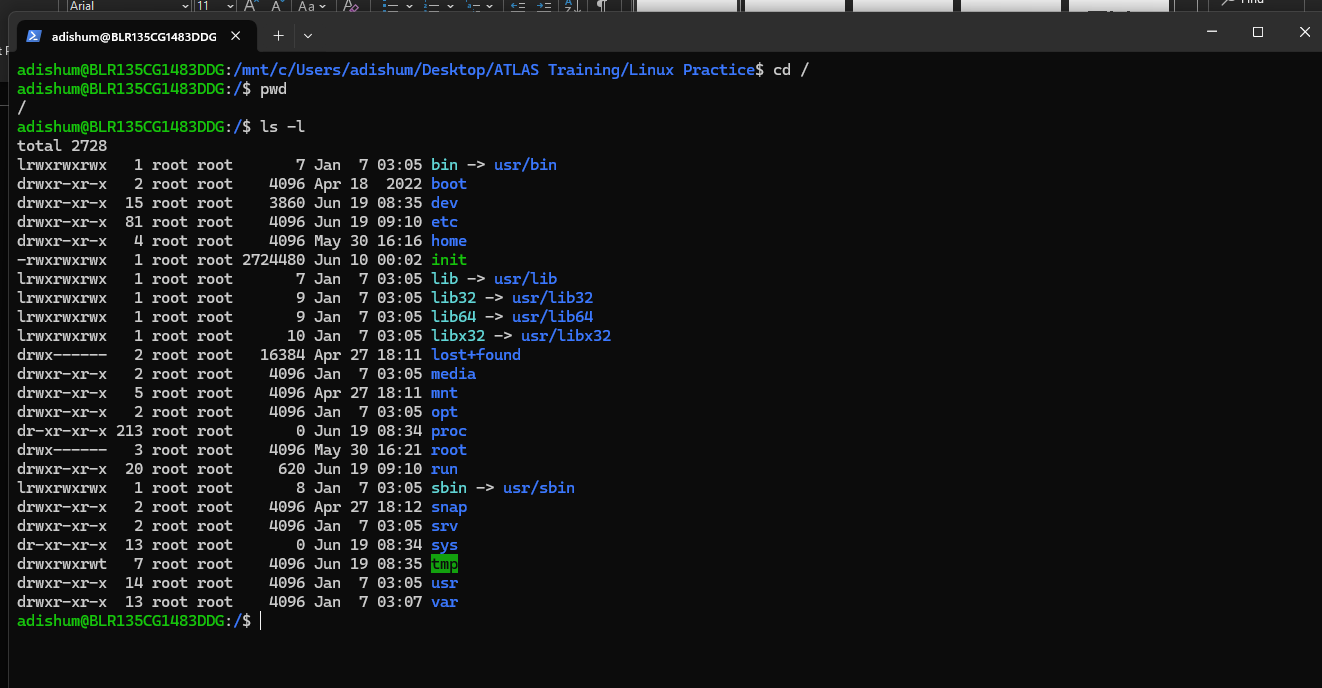 Arial 11 A A Aa A
adishum@BLR135CG1483DDG
adishum@BLR135CG1483DDG:/mnt/c/Users/adishum/Desktop/ATLAS Training/Linux Practice$ cd /
adishum@BLR135CG1483DDG:/$ pwd
/
adishum@BLR135CG1483DDG:/$ ls -l
total 2728
lrwxrwxrwx   1 root root       7 Jan  7 03:05 bin -> usr/bin
drwxr-xr-x   2 root root    4096 Apr 18  2022 boot
drwxr-xr-x  15 root root    3860 Jun 19 08:35 dev
drwxr-xr-x  81 root root    4096 Jun 19 09:10 etc
drwxr-xr-x   4 root root    4096 May 30 16:16 home
-rwxrwxrwx   1 root root 2724480 Jun 10 00:02 init
lrwxrwxrwx   1 root root       7 Jan  7 03:05 lib -> usr/lib
lrwxrwxrwx   1 root root       9 Jan  7 03:05 lib32 -> usr/lib32
lrwxrwxrwx   1 root root       9 Jan  7 03:05 lib64 -> usr/lib64
lrwxrwxrwx   1 root root      10 Jan  7 03:05 libx32 -> usr/libx32
drwx------   2 root root   16384 Apr 27 18:11 lost+found
drwxr-xr-x   2 root root    4096 Jan  7 03:05 media
drwxr-xr-x   5 root root    4096 Apr 27 18:11 mnt
drwxr-xr-x   2 root root    4096 Jan  7 03:05 opt
dr-xr-xr-x 213 root root       0 Jun 19 08:34 proc
drwx------   3 root root    4096 May 30 16:21 root
drwxr-xr-x  20 root root     620 Jun 19 09:10 run
lrwxrwxrwx   1 root root       8 Jan  7 03:05 sbin -> usr/sbin
drwxr-xr-x   2 root root    4096 Apr 27 18:12 snap
drwxr-xr-x   2 root root    4096 Jan  7 03:05 srv
dr-xr-xr-x  13 root root       0 Jun 19 08:34 sys
drwxrwxrwt   7 root root    4096 Jun 19 08:35 tmp
drwxr-xr-x  14 root root    4096 Jan  7 03:05 usr
drwxr-xr-x  13 root root    4096 Jan  7 03:07 var
adishum@BLR135CG1483DDG:/$